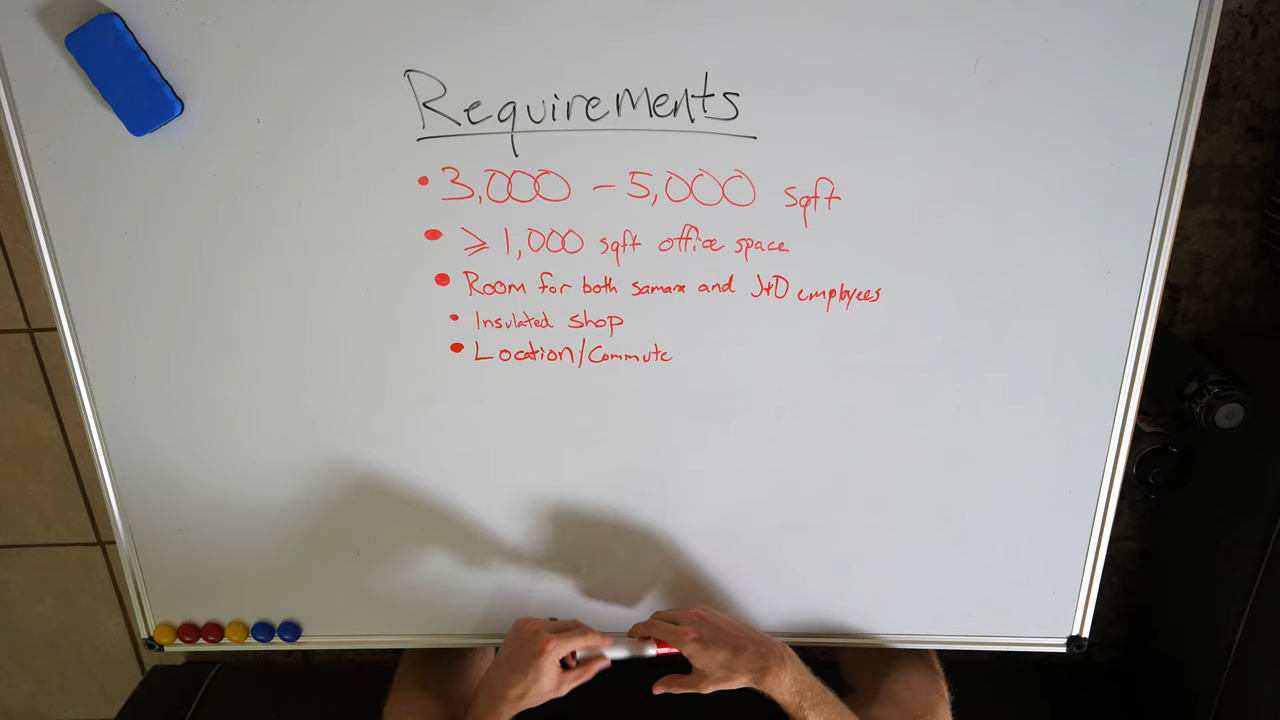 Requirements
• 3,000 – 5,000 sqft
• ≥ 1,000 sqft office space
• Room for both samara and J+D employees
• Insulated shop
• Location/Commute